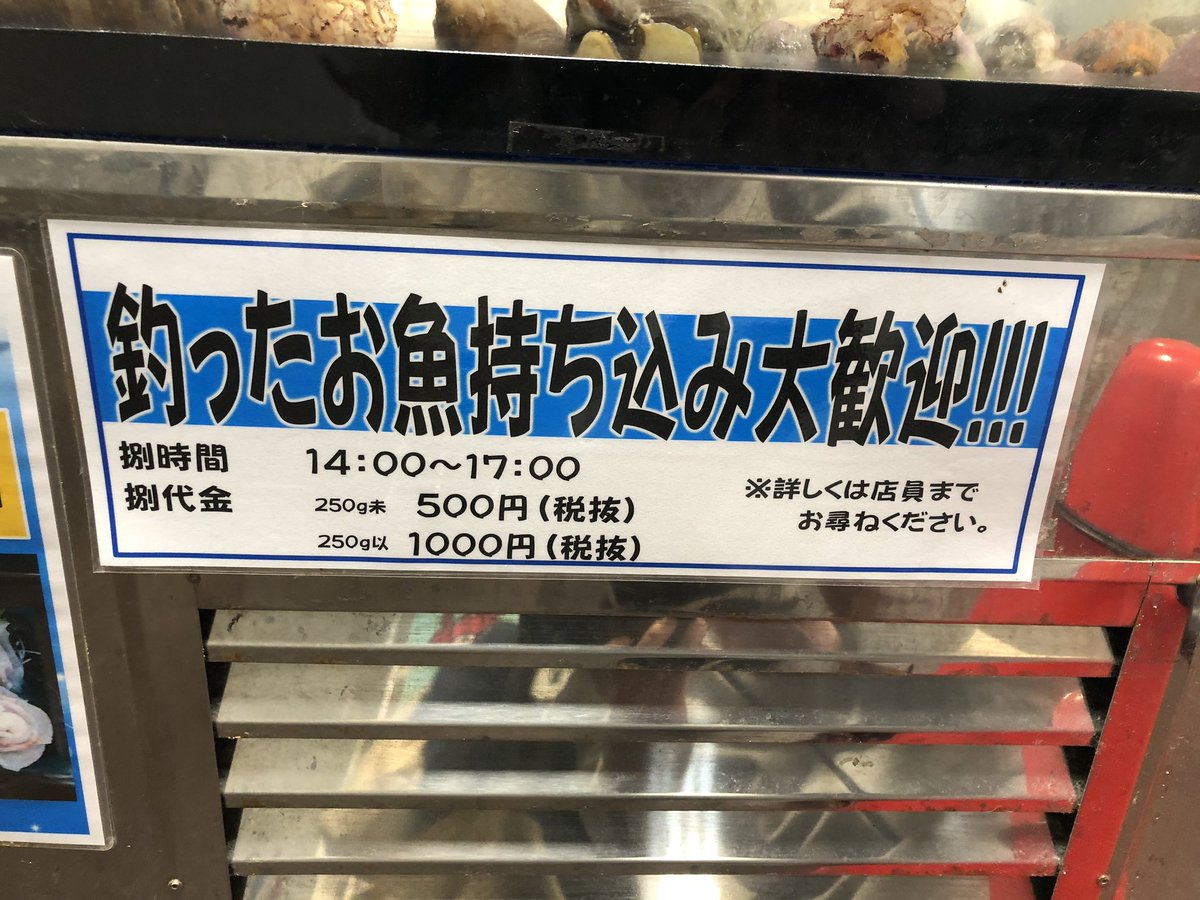 釣ったお魚持ち込み大歓迎!!!
捌時間 14:00～17:00
捌代金 250g未 500円(税抜)
250g以 1000円(税抜)
※詳しくは店員まで
お尋ねください。